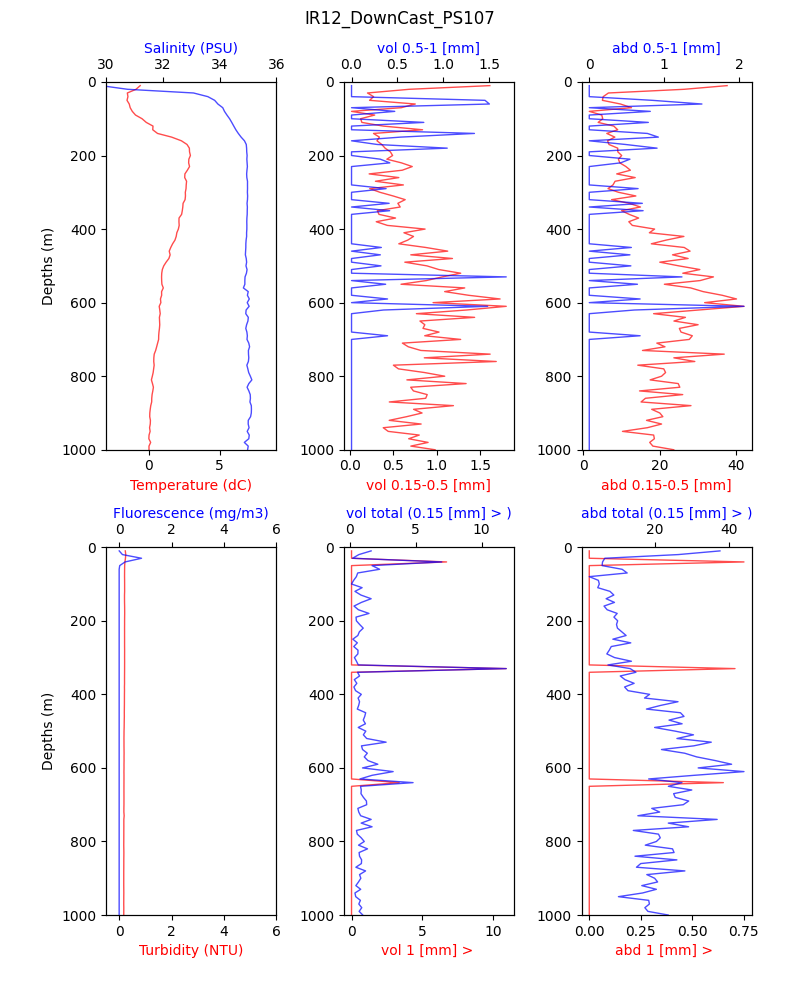 IR12_DownCast_PS107
Salinity (PSU) vol 0.5-1 [mm] abd 0.5-1 [mm]
30 32 34 36 0.0 0.5 1.0 1.5 0 1 2
0 0 0
200 200 200
400 400 400
600 600 600
800 800 800
1000 1000 1000
Depths (m)
0 5 0.0 0.5 1.0 1.5 0 20 40
Temperature (dC) vol 0.15-0.5 [mm] abd 0.15-0.5 [mm]
Fluorescence (mg/m3) vol total (0.15 [mm] > ) abd total (0.15 [mm] > )
0 2 4 6 0 5 10 20 40
0 0 0
200 200 200
400 400 400
600 600 600
800 800 800
1000 1000 1000
Depths (m)
0 2 4 6 0 5 10 0.00 0.25 0.50 0.75
Turbidity (NTU) vol 1 [mm] > abd 1 [mm] >